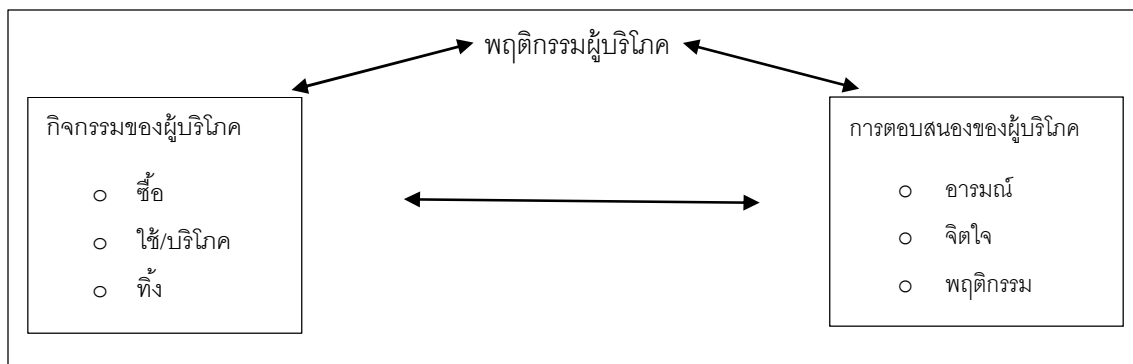 พฤติกรรมผู้บริโภค
กิจกรรมของผู้บริโภค
o ซื้อ
o ใช้/บริโภค
o ทิ้ง
การตอบสนองของผู้บริโภค
o อารมณ์
o จิตใจ
o พฤติกรรม